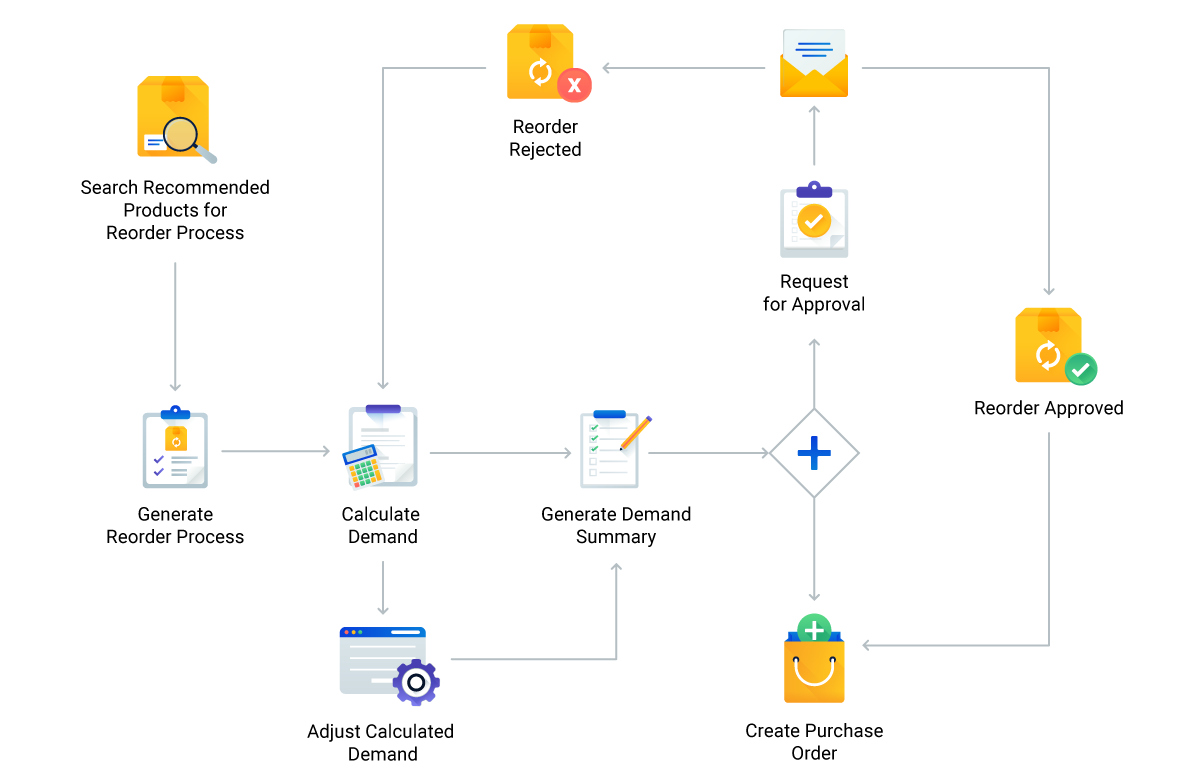 Reorder
Rejected
Search Recommended
Products for
Reorder Process
Request
for Approval
Reorder Approved
Generate
Reorder Process
Calculate
Demand
Generate Demand
Summary
Adjust Calculated
Demand
Create Purchase
Order